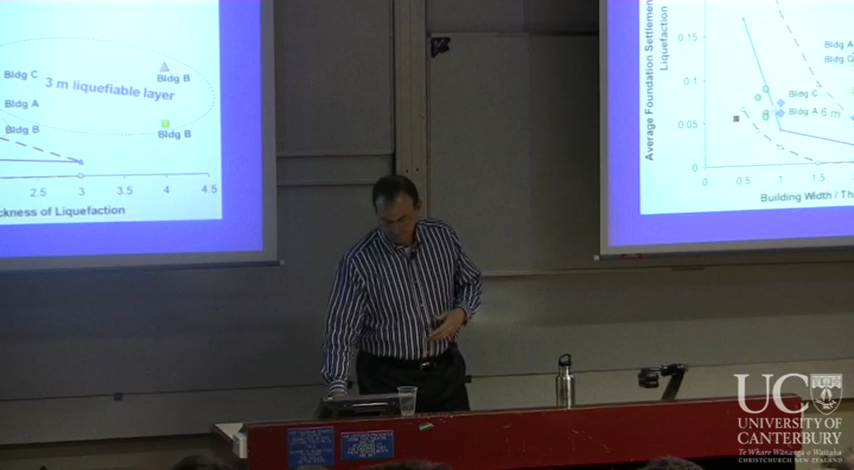 Bldg C
3 m liquefiable layer
Bldg B
Bldg A
Bldg B
Bldg B
2.5
3
3.5
4
4.5
ckness of Liquefaction
Average Foundation Settlement
Liquefaction
0.15
0.1
0.05
0
Bldg A
Bldg C
Bldg C
Bldg A
6 m
0
0.5
1
1.5
2
Building Width / Th
UC
UNIVERSITY OF
CANTERBURY
Te Whare Wānanga o Waitaha
CHRISTCHURCH NEW ZEALAND